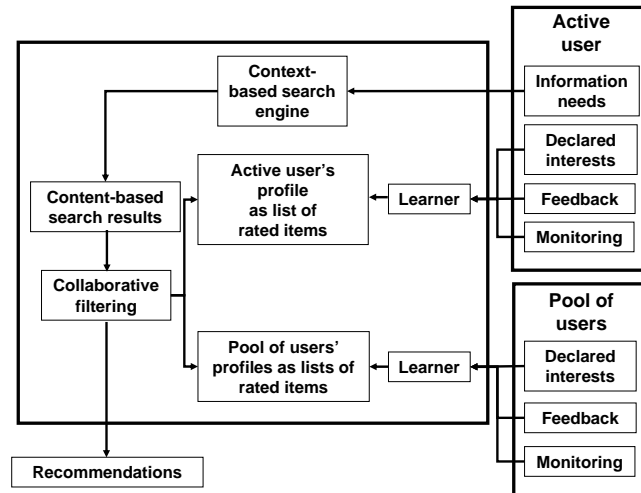 Active
user
Context-
based search
engine
Information
needs
Declared
interests
Active user's
profile
as list of
rated items
Learner
Content-based
search results
Feedback
Monitoring
Collaborative
filtering
Pool of
users
Pool of users'
profiles as lists of
rated items
Learner
Declared
interests
Feedback
Monitoring
Recommendations